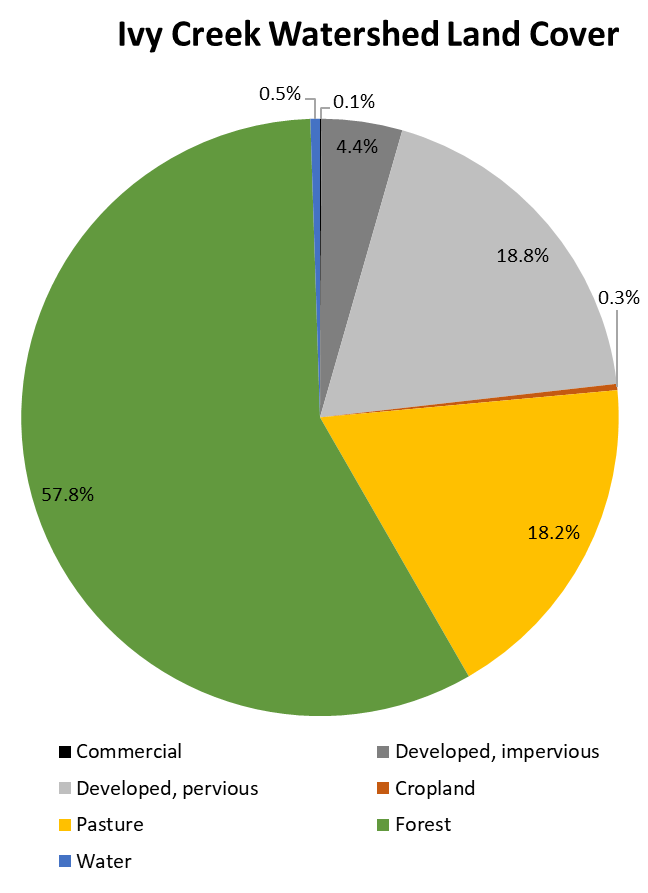 Ivy Creek Watershed Land Cover
0.5%
0.1%
4.4%
18.8%
0.3%
57.8%
18.2%
Commercial
Developed, impervious
Developed, pervious
Cropland
Pasture
Forest
Water